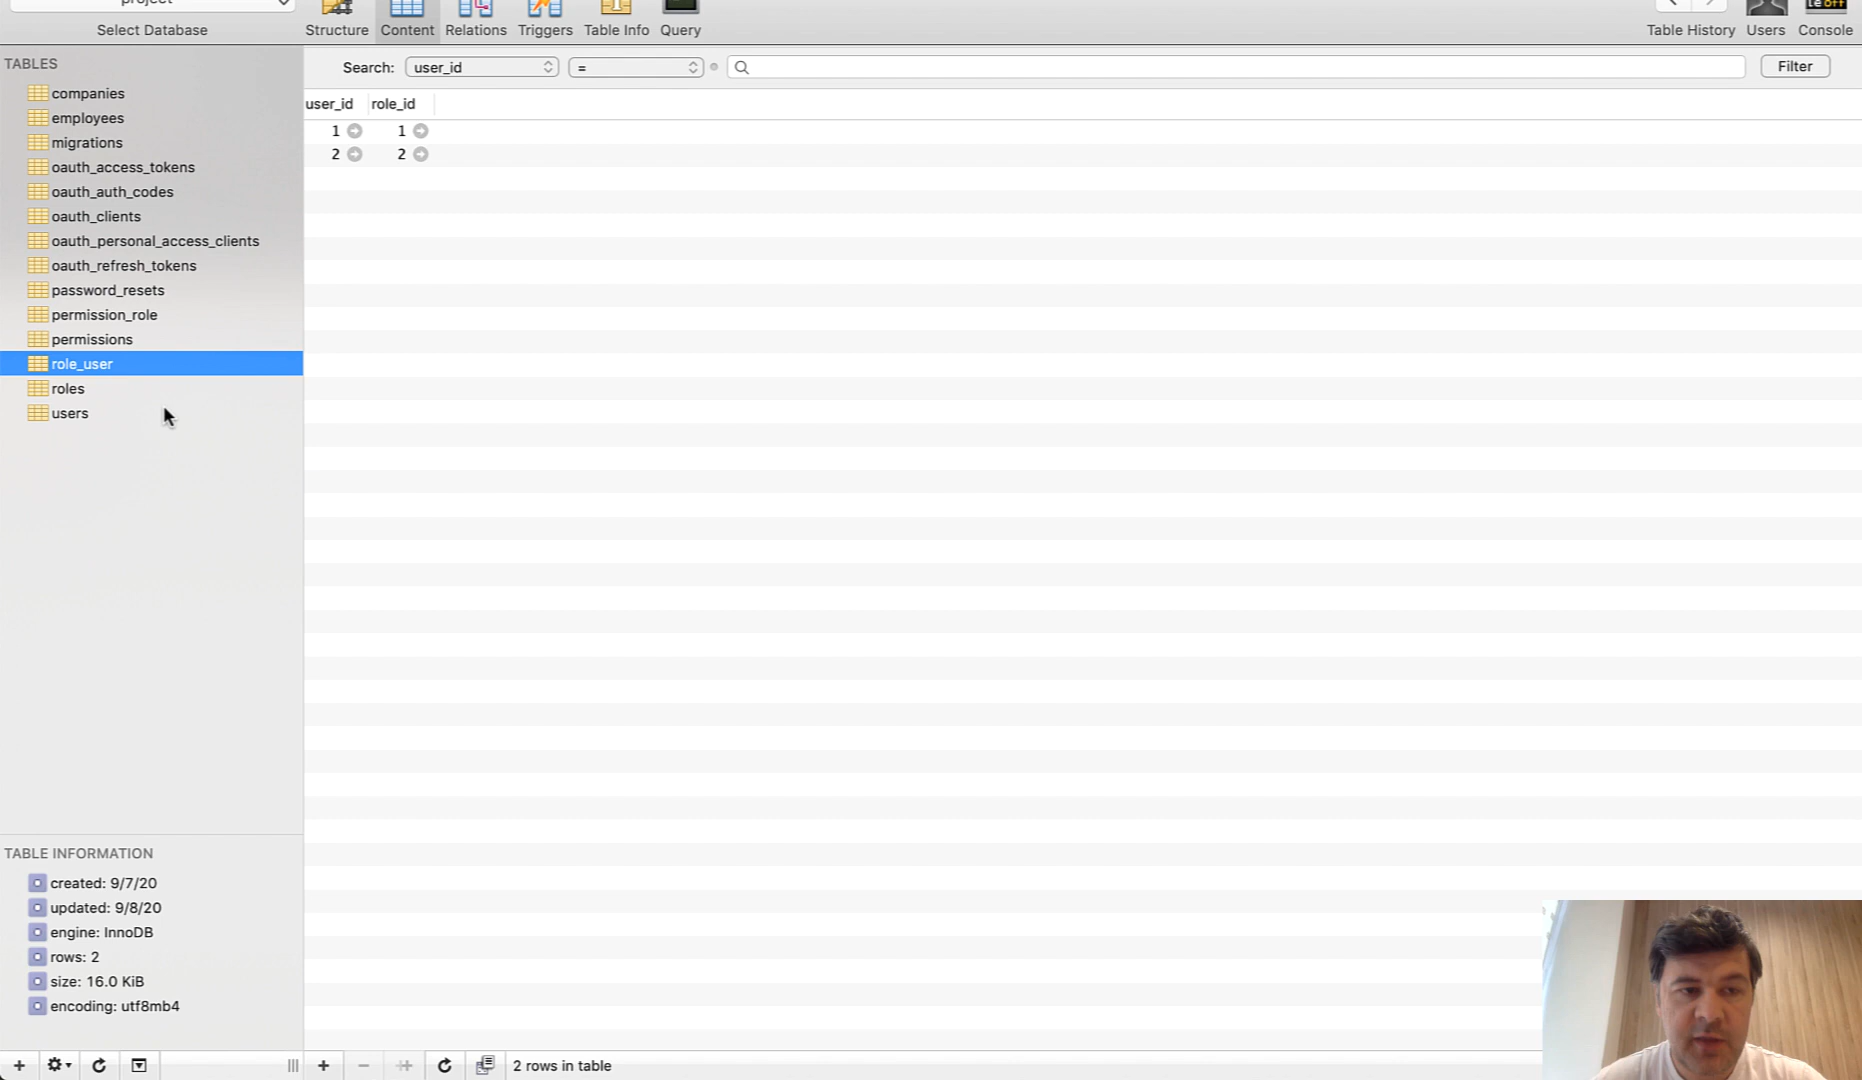 project
Select Database
Structure
Content
Relations
Triggers
Table Info
Query
Table History
Users
Console
TABLES
companies
employees
migrations
oauth_access_tokens
oauth_auth_codes
oauth_clients
oauth_personal_access_clients
oauth_refresh_tokens
password_resets
permission_role
permissions
role_user
roles
users
Search: user_id = Filter
user_id role_id
1 1
2 2
TABLE INFORMATION
created: 9/7/20
updated: 9/8/20
engine: InnoDB
rows: 2
size: 16.0 KiB
encoding: utf8mb4
2 rows in table